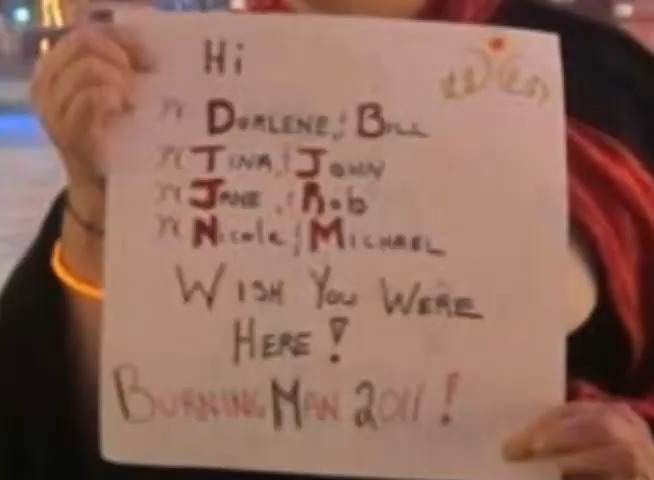 Hi
Darlene & Bill
Tina & John
Jane & Rob
Nicole & Michael
Wish You Were
Here!
Burning Man 2011!